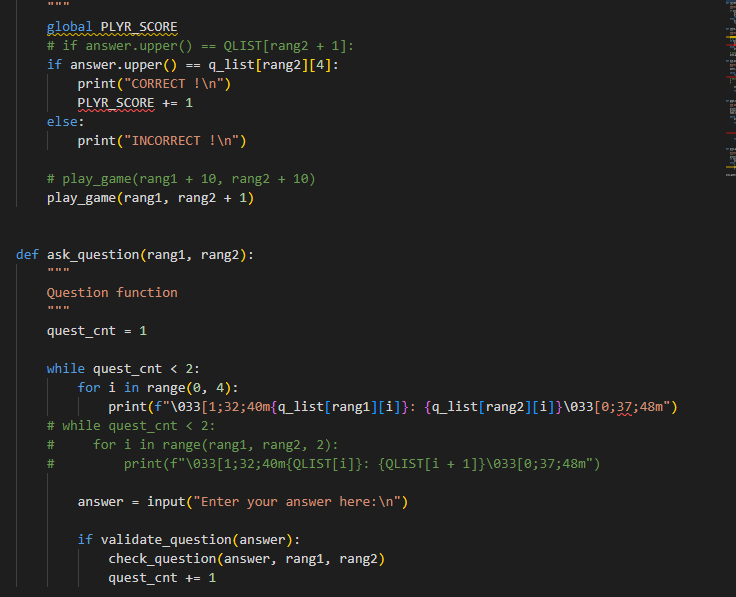 """
global PLYR_SCORE
# if answer.upper() == QLIST[rang2 + 1]:
if answer.upper() == q_list[rang2][4]:
print("CORRECT !\n")
PLYR_SCORE += 1
else:
print("INCORRECT !\n")
# play_game(rang1 + 10, rang2 + 10)
play_game(rang1, rang2 + 1)
def ask_question(rang1, rang2):
"""
Question function
"""
quest_cnt = 1
while quest_cnt < 2:
for i in range(0, 4):
print(f"\033[1;32;40m{q_list[rang1][i]}: {q_list[rang2][i]}\033[0;37;48m")
# while quest_cnt < 2:
#     for i in range(rang1, rang2, 2):
#         print(f"\033[1;32;40m{QLIST[i]}: {QLIST[i + 1]}\033[0;37;48m")
answer = input("Enter your answer here:\n")
if validate_question(answer):
check_question(answer, rang1, rang2)
quest_cnt += 1